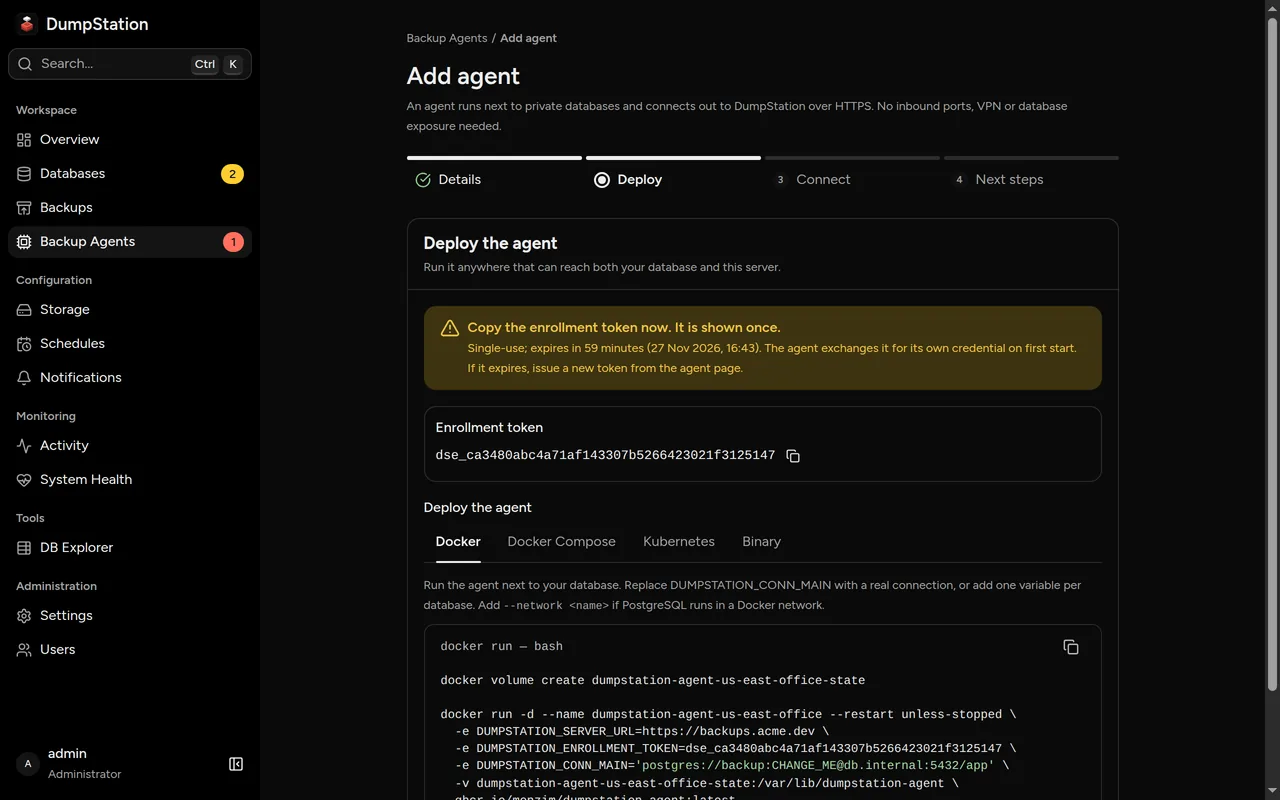 DumpStation
Search...
Ctrl
K
Workspace
Overview
Databases
2
Backups
Backup Agents
1
Configuration
Storage
Schedules
Notifications
Monitoring
Activity
System Health
Tools
DB Explorer
Administration
Settings
Users
A
admin
Administrator
Backup Agents / Add agent
Add agent
An agent runs next to private databases and connects out to DumpStation over HTTPS. No inbound ports, VPN or database
exposure needed.
Details
Deploy
3 Connect
4 Next steps
Deploy the agent
Run it anywhere that can reach both your database and this server.
Copy the enrollment token now. It is shown once.
Single-use; expires in 59 minutes (27 Nov 2026, 16:43). The agent exchanges it for its own credential on first start.
If it expires, issue a new token from the agent page.
Enrollment token
dse_ca3480abc4a71af143307b5266423021f3125147
Deploy the agent
Docker
Docker Compose
Kubernetes
Binary
Run the agent next to your database. Replace DUMPSTATION_CONN_MAIN with a real connection, or add one variable per
database. Add --network <name> if PostgreSQL runs in a Docker network.
docker run — bash
docker volume create dumpstation-agent-us-east-office-state
docker run -d --name dumpstation-agent-us-east-office --restart unless-stopped \
-e DUMPSTATION_SERVER_URL=https://backups.acme.dev \
-e DUMPSTATION_ENROLLMENT_TOKEN=dse_ca3480abc4a71af143307b5266423021f3125147 \
-e DUMPSTATION_CONN_MAIN='postgres://backup:CHANGE_ME@db.internal:5432/app' \
-v dumpstation-agent-us-east-office-state:/var/lib/dumpstation-agent \